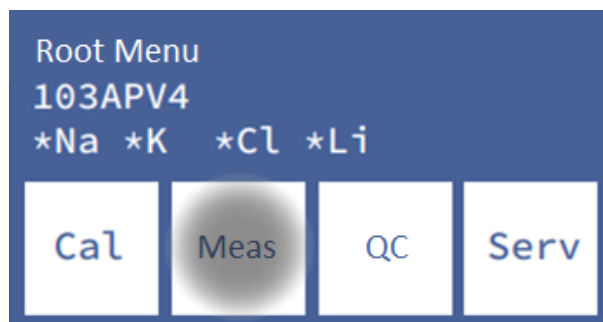 Root Menu
103APV4
*Na *K  *Cl *Li
Cal Meas QC Serv